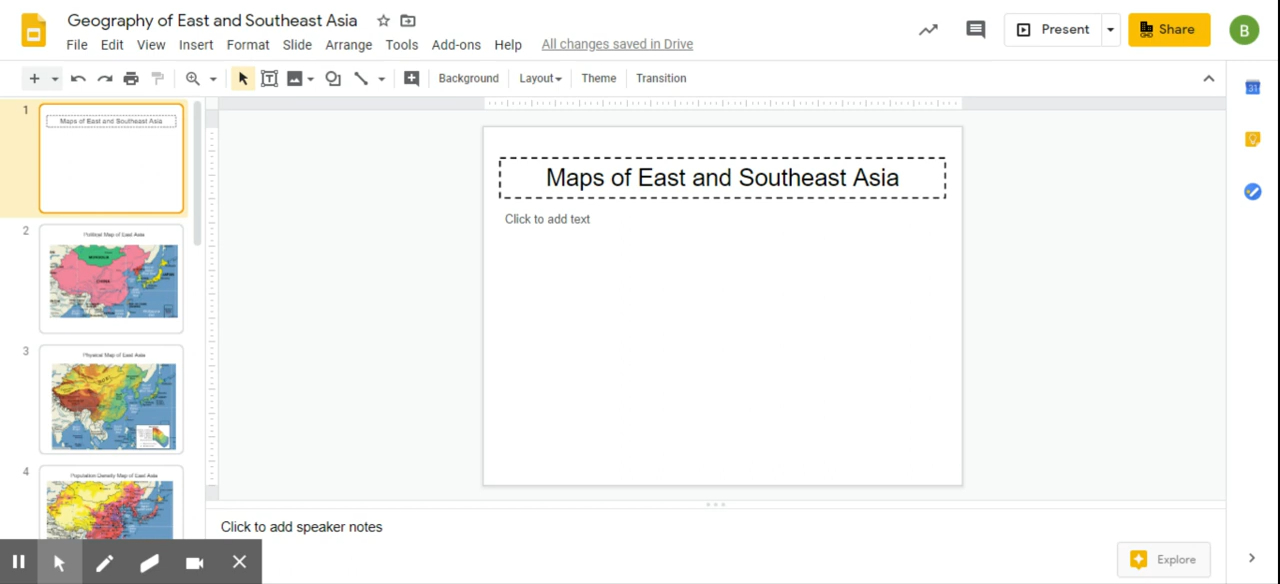 Geography of East and Southeast Asia
File Edit View Insert Format Slide Arrange Tools Add-ons Help All changes saved in Drive
Present
Share
B
Background Layout Theme Transition
31
1
Maps of East and Southeast Asia
2
Political Map of East Asia
MONGOLIA
CHINA
3
Physical Map of East Asia
4
Population Density Map of East Asia
Maps of East and Southeast Asia
Click to add text
Click to add speaker notes
Explore